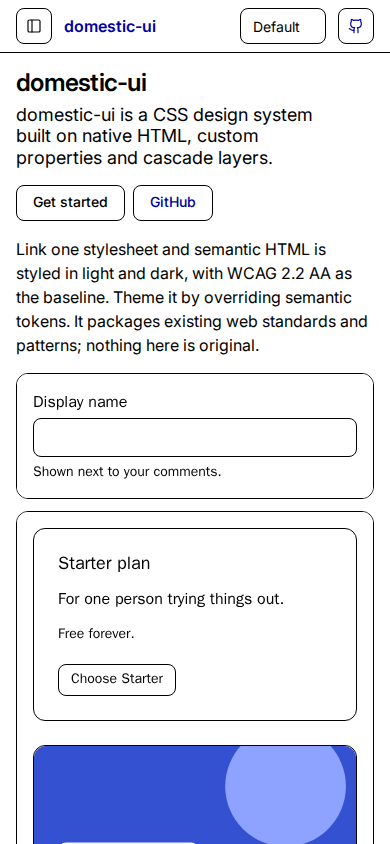 domestic-ui
Default
domestic-ui
domestic-ui is a CSS design system
built on native HTML, custom
properties and cascade layers.
Get started
GitHub
Link one stylesheet and semantic HTML is
styled in light and dark, with WCAG 2.2 AA as
the baseline. Theme it by overriding semantic
tokens. It packages existing web standards and
patterns; nothing here is original.
Display name
Shown next to your comments.
Starter plan
For one person trying things out.
Free forever.
Choose Starter